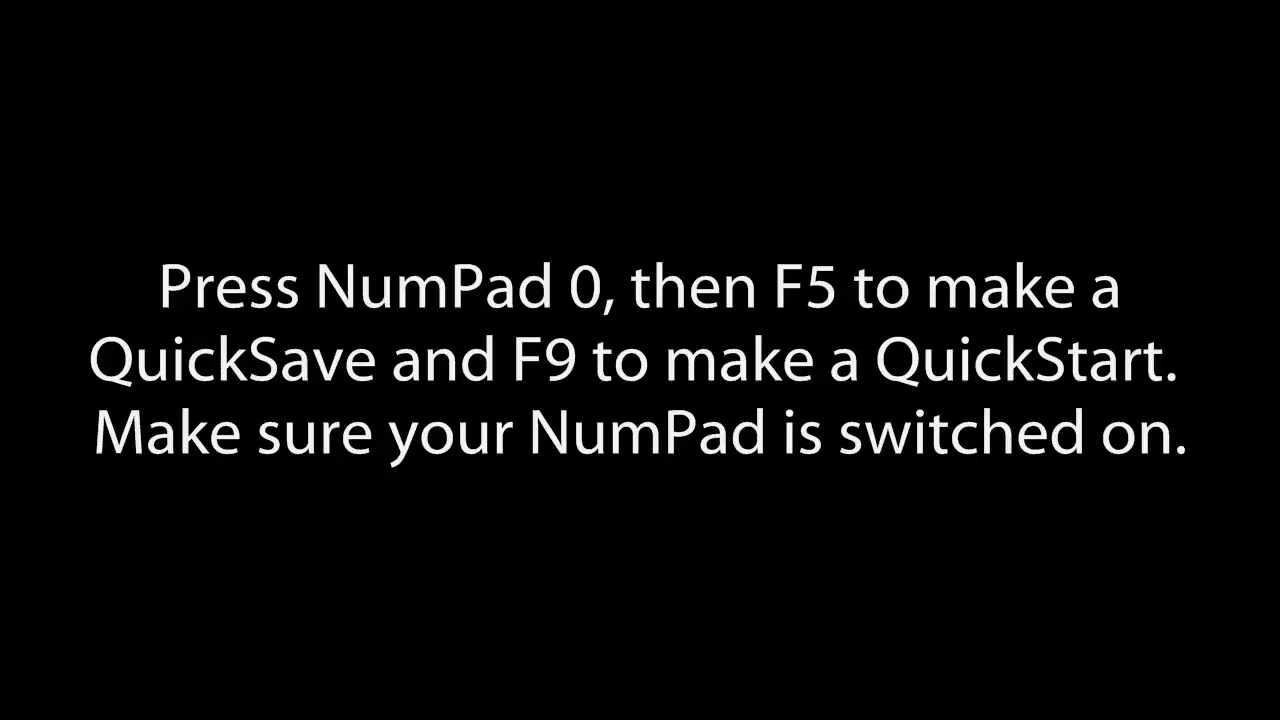 Press NumPad 0, then F5 to make a
QuickSave and F9 to make a QuickStart.
Make sure your NumPad is switched on.